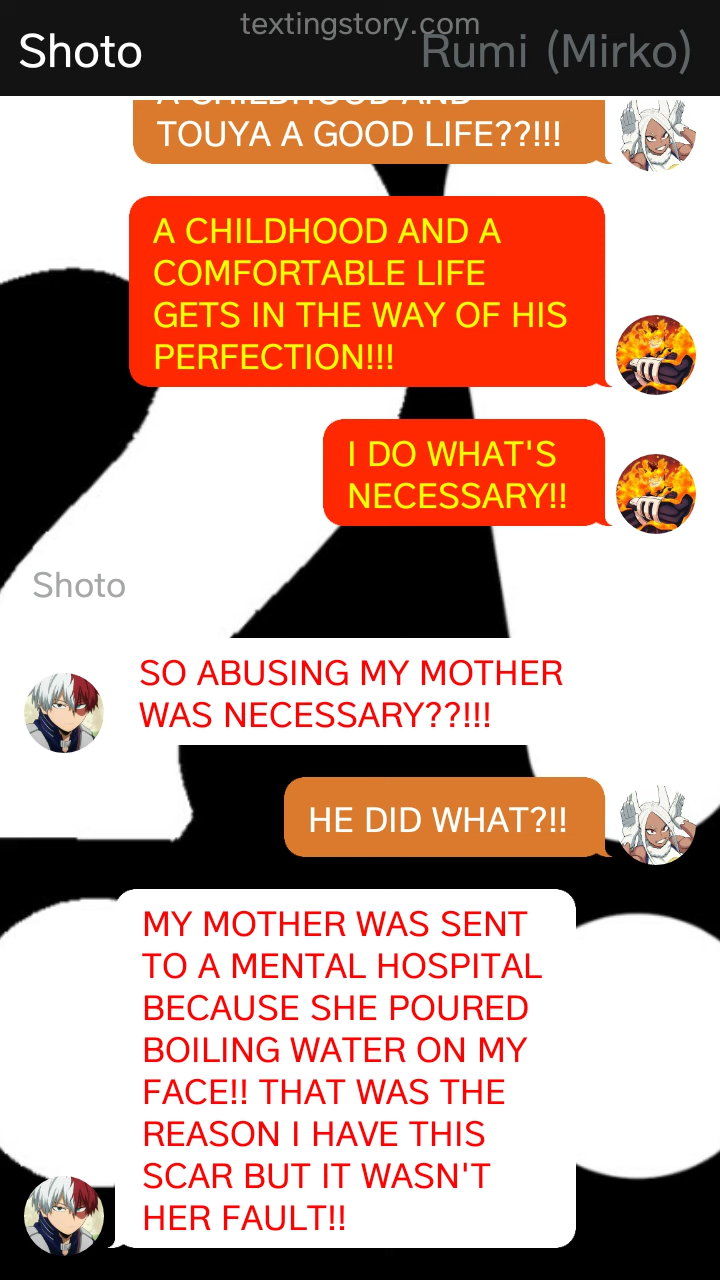 textingstory.com
Shoto
Rumi (Mirko)
A CHILDHOOD AND
TOUYA A GOOD LIFE??!!!
A CHILDHOOD AND A
COMFORTABLE LIFE
GETS IN THE WAY OF HIS
PERFECTION!!!
I DO WHAT'S
NECESSARY!!
Shoto
SO ABUSING MY MOTHER
WAS NECESSARY??!!!
HE DID WHAT?!!
MY MOTHER WAS SENT
TO A MENTAL HOSPITAL
BECAUSE SHE POURED
BOILING WATER ON MY
FACE!! THAT WAS THE
REASON I HAVE THIS
SCAR BUT IT WASN'T
HER FAULT!!